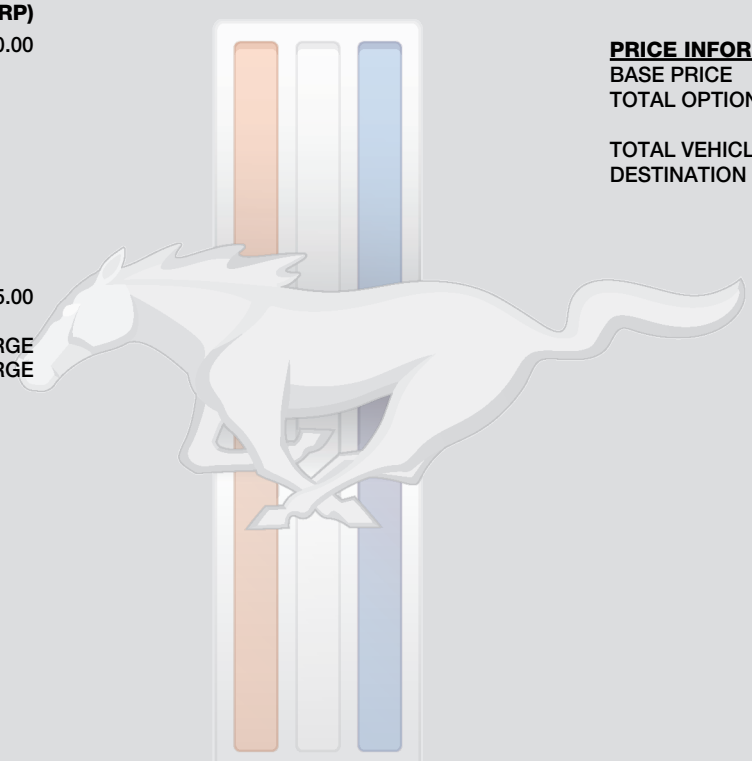 RP)
0.00
5.00
RGE
RGE
PRICE INFOR
BASE PRICE
TOTAL OPTION
TOTAL VEHICL
DESTINATION